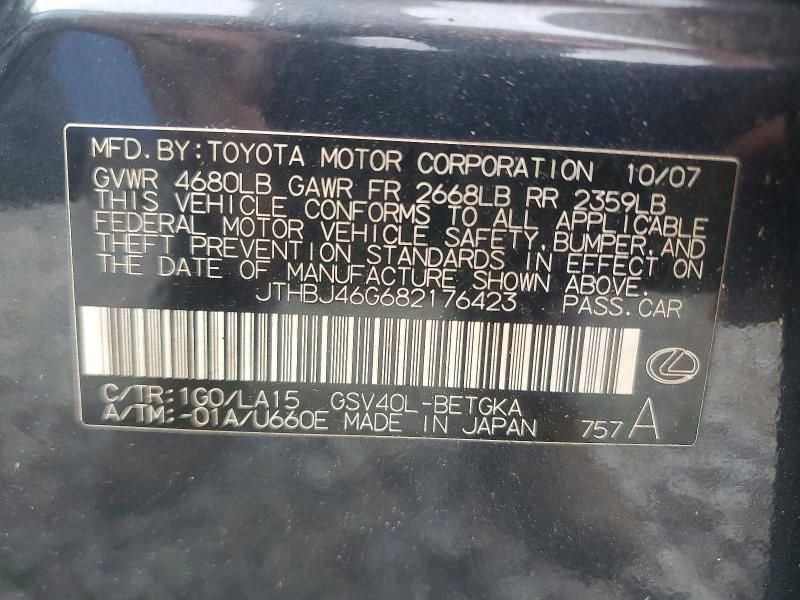 MFD. BY: TOYOTA MOTOR CORPORATION 10/07
GVWR 4680LB GAWR FR 2668LB RR 2359LB
THIS VEHICLE CONFORMS TO ALL APPLICABLE
FEDERAL MOTOR VEHICLE SAFETY, BUMPER, AND
THEFT PREVENTION STANDARDS IN EFFECT ON
THE DATE OF MANUFACTURE SHOWN ABOVE.
JTHBJ46G682176423 PASS. CAR
C/TR: 1G0/LA15 GSV40L-BETGKA
A/TM: -01A/U660E MADE IN JAPAN 757 A